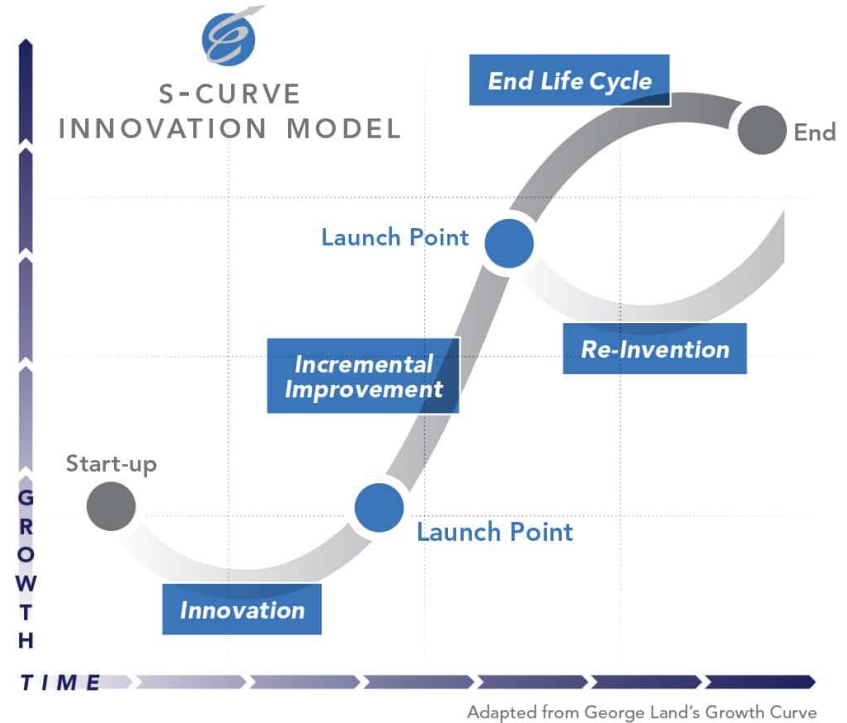 S-CURVE
INNOVATION MODEL
End Life Cycle
End
Launch Point
Re-Invention
Incremental
Improvement
Start-up
Launch Point
Innovation
GROWTH
TIME
Adapted from George Land's Growth Curve